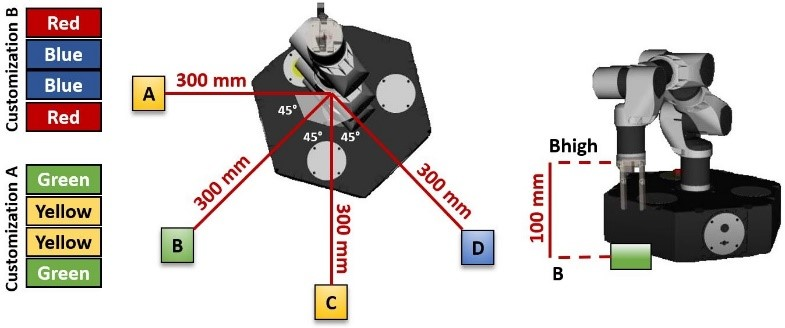 Customization B
Red
Blue
Blue
Red
Customization A
Green
Yellow
Yellow
Green
A
300 mm
45°
45°
45°
300 mm
300 mm
300 mm
B
C
D
Bhigh
100 mm
B